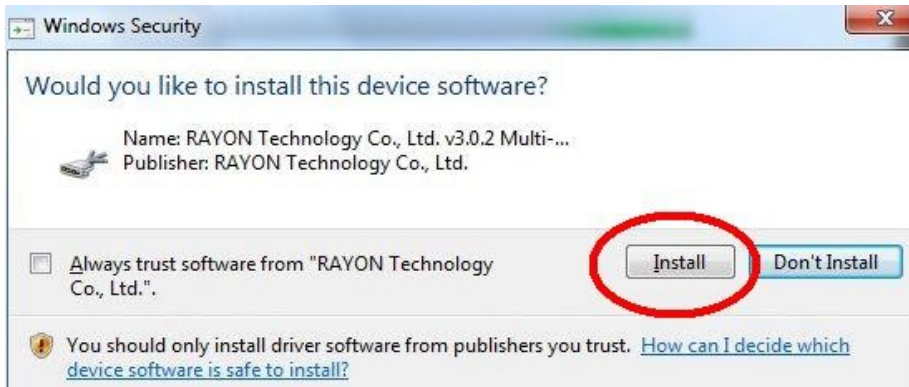 Windows Security
Would you like to install this device software?
Name: RAYON Technology Co., Ltd. v3.0.2 Multi-...
Publisher: RAYON Technology Co., Ltd.
Always trust software from "RAYON Technology
Co., Ltd.".
Install
Don't Install
You should only install driver software from publishers you trust. How can I decide which
device software is safe to install?